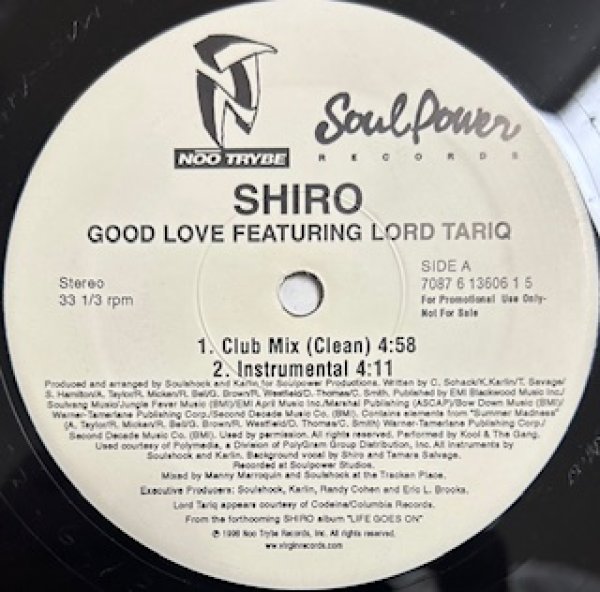 NOO TRYBE
Soul Power
RECORDS
SHIRO
GOOD LOVE FEATURING LORD TARIQ
Stereo
33 1/3 rpm
SIDE A
7087 6 13606 1 5
For Promotional Use Only-
Not For Sale
1. Club Mix (Clean) 4:58
2. Instrumental 4:11
Produced and arranged by Soulshock and Karlin for Soulpower Productions. Written by C. Schack/K.Karlin/T. Savage/
S. Hamilton/A. Taylor/R. Micken/R. Bell/G. Brown/R. Westfield/D. Thomas/C. Smith. Published by EMI Blackwood Music Inc./
Soulvang Music/Jungle Fever Music (BMI)/EMI April Music Inc./Marshai Publishing (ASCAP)/Bow Down Music (BMI)/
Warner-Tamerlane Publishing Corp./Second Decade Music Co. (BMI). Contains elements from "Summer Madness"
(A. Taylor/R. Micken/R. Bell/G. Brown/R. Westfield/D. Thomas/C. Smith) Warner-Tamerlane Publishing Corp./
Second Decade Music Co. (BMI). Used by permission. All rights reserved. Performed by Kool & The Gang.
Used courtesy of Polymedia, a Division of PolyGram Group Distribution, Inc. All instruments by
Soulshock and Karlin. Background vocal by Shiro and Tamara Salvage.
Recorded at Soulpower Studios.
Mixed by Manny Marroquin and Soulshock at the Tracken Place.
Executive Producers: Soulshock, Karlin, Randy Cohen and Eric L. Brooks.
Lord Tariq appears courtesy of Codeine/Columbia Records.
From the forthcoming SHIRO album "LIFE GOES ON"
℗ 1998 Noo Trybe Records, Inc. All rights reserved.
www.virginrecords.com